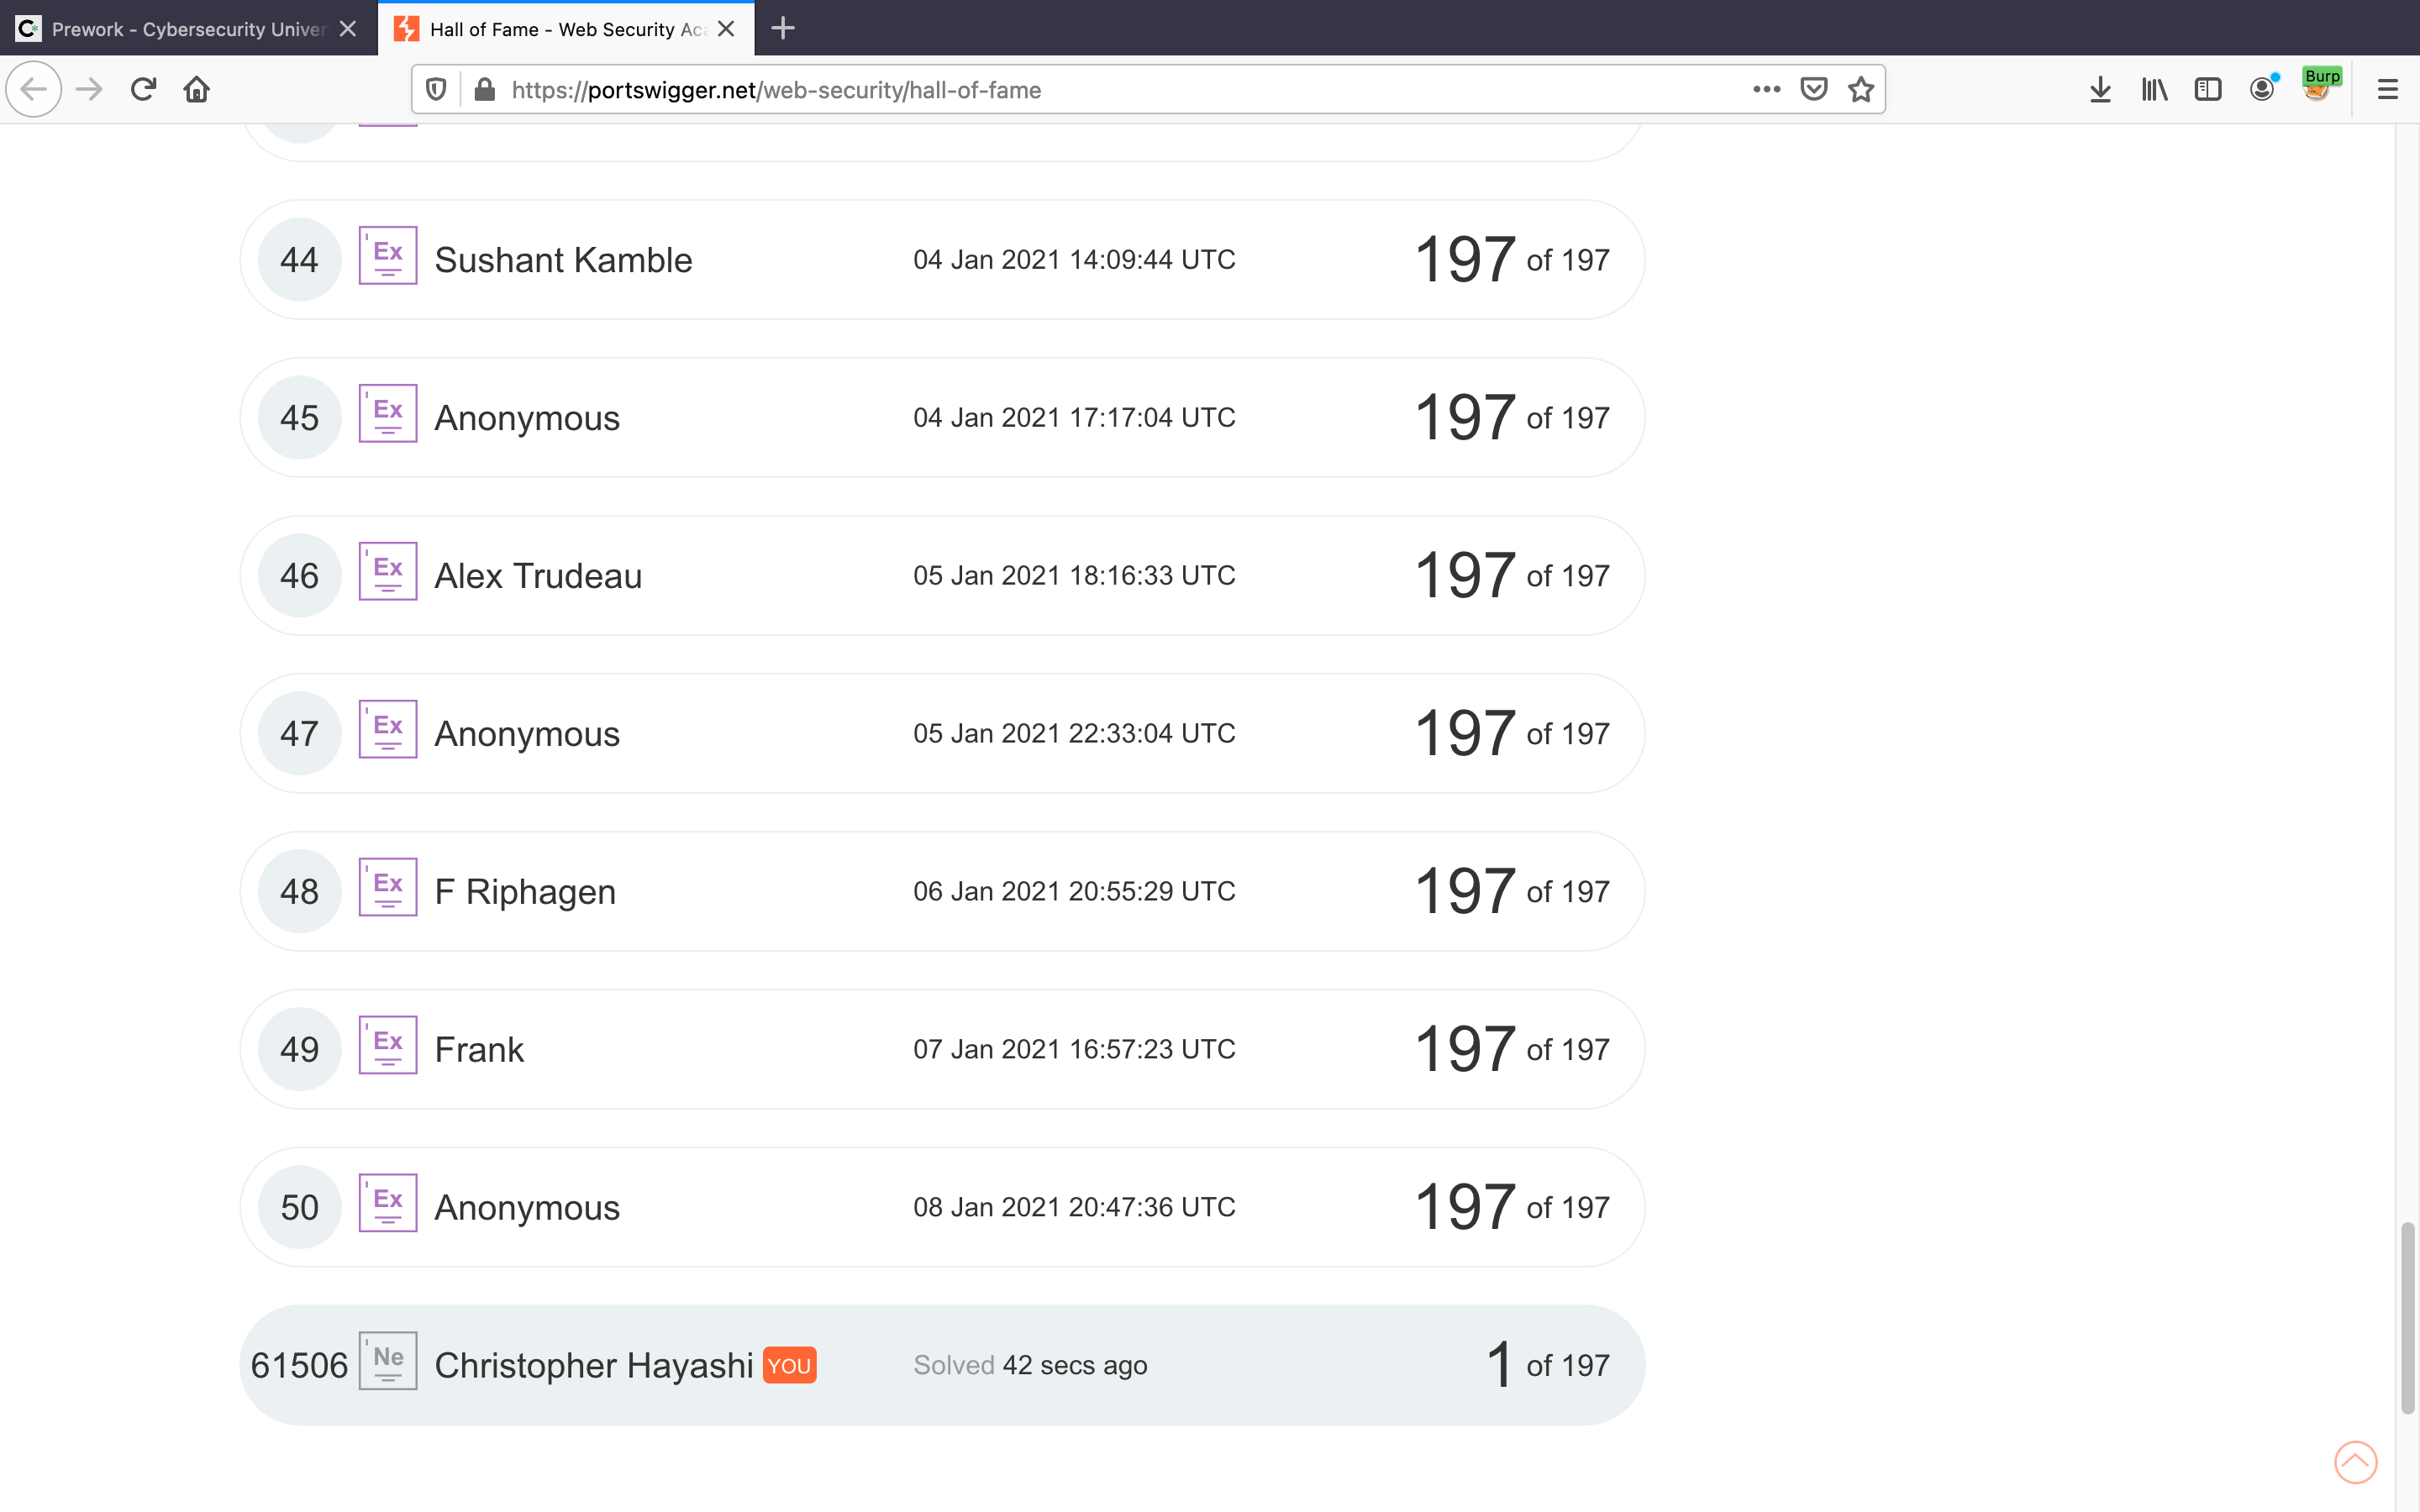 Prework - Cybersecurity Univer
Hall of Fame - Web Security Aca
https://portswigger.net/web-security/hall-of-fame
Burp
44 Ex Sushant Kamble 04 Jan 2021 14:09:44 UTC 197 of 197
45 Ex Anonymous 04 Jan 2021 17:17:04 UTC 197 of 197
46 Ex Alex Trudeau 05 Jan 2021 18:16:33 UTC 197 of 197
47 Ex Anonymous 05 Jan 2021 22:33:04 UTC 197 of 197
48 Ex F Riphagen 06 Jan 2021 20:55:29 UTC 197 of 197
49 Ex Frank 07 Jan 2021 16:57:23 UTC 197 of 197
50 Ex Anonymous 08 Jan 2021 20:47:36 UTC 197 of 197
61506 Ne Christopher Hayashi YOU Solved 42 secs ago 1 of 197